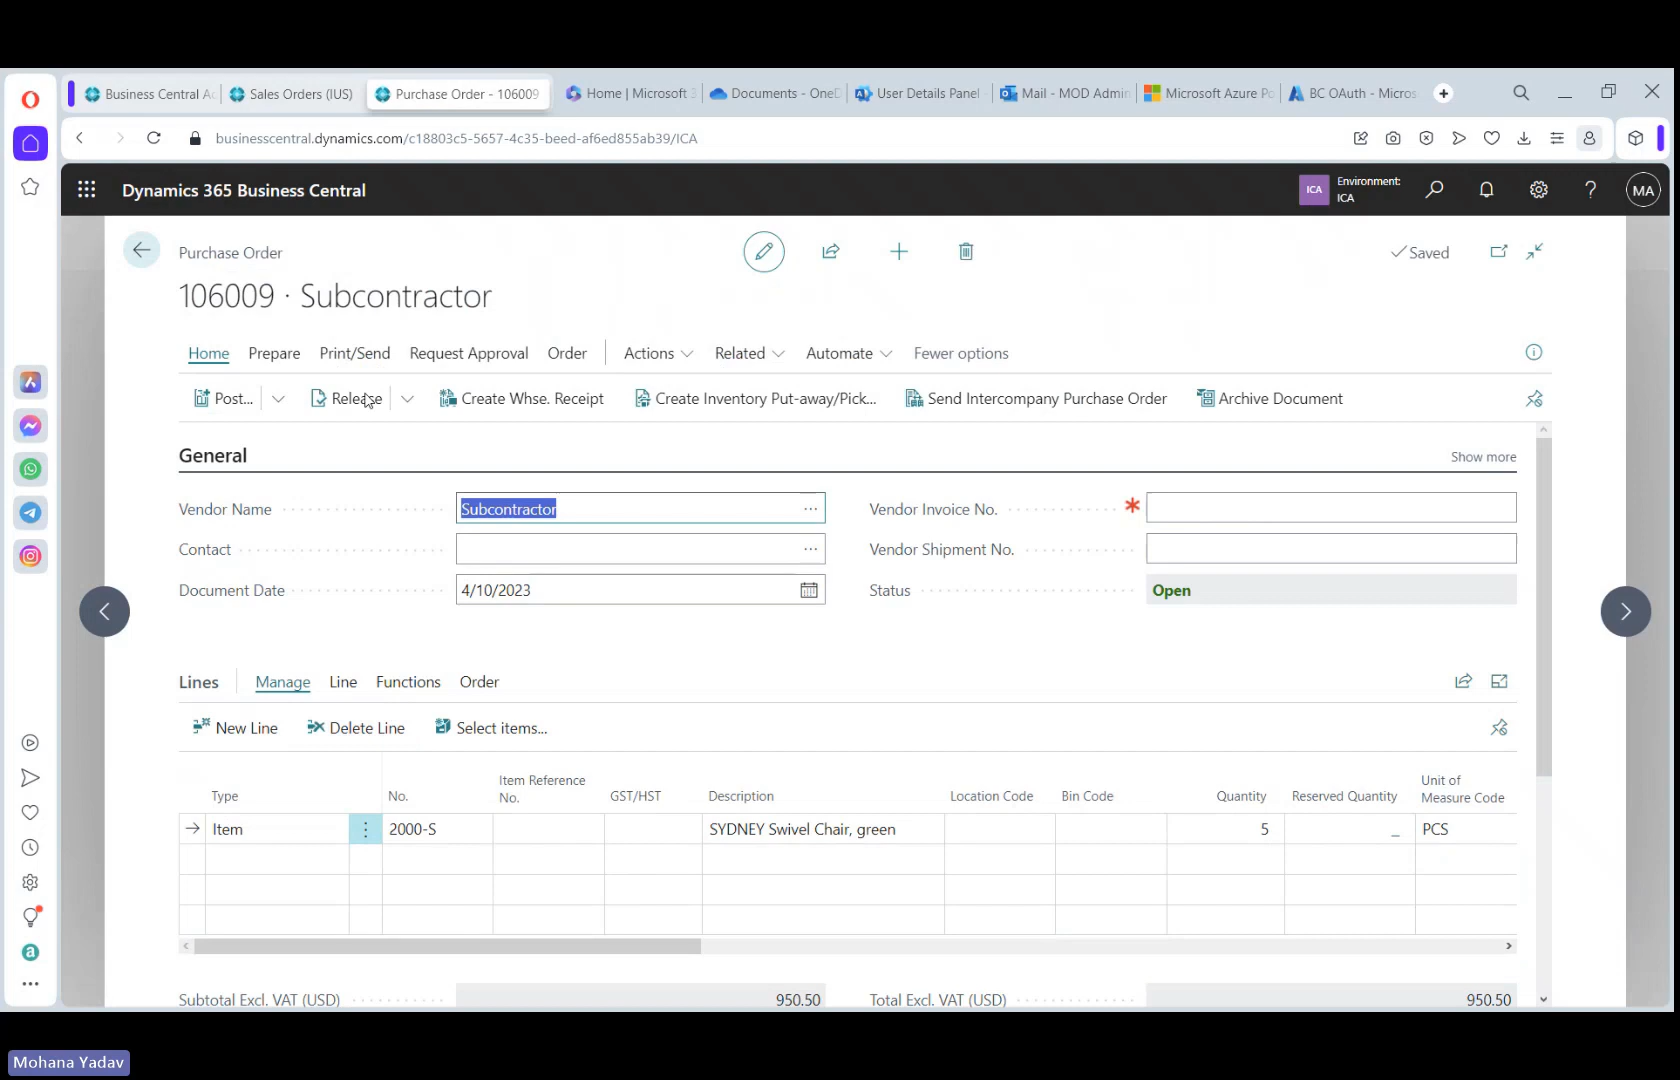 Business Central Ac
Sales Orders (IUS)
Purchase Order - 106009
Home | Microsoft 3
Documents - OneD
User Details Panel
Mail - MOD Admin
Microsoft Azure Po
BC OAuth - Micros
businesscentral.dynamics.com/c18803c5-5657-4c35-beed-af6ed855ab39/ICA
Dynamics 365 Business Central
ICA
Environment:
ICA
?
MA
Purchase Order
Saved
106009 · Subcontractor
Home Prepare Print/Send Request Approval Order Actions Related Automate Fewer options
Post... Release Create Whse. Receipt Create Inventory Put-away/Pick... Send Intercompany Purchase Order Archive Document
General
Show more
Vendor Name Subcontractor ... Vendor Invoice No. *
Contact ... Vendor Shipment No.
Document Date 4/10/2023 Status Open
Lines Manage Line Functions Order
New Line Delete Line Select items...
Type No. Item Reference No. GST/HST Description Location Code Bin Code Quantity Reserved Quantity Unit of Measure Code
Item 2000-S SYDNEY Swivel Chair, green 5 _ PCS
Subtotal Excl. VAT (USD) 950.50 Total Excl. VAT (USD) 950.50
Mohana Yadav